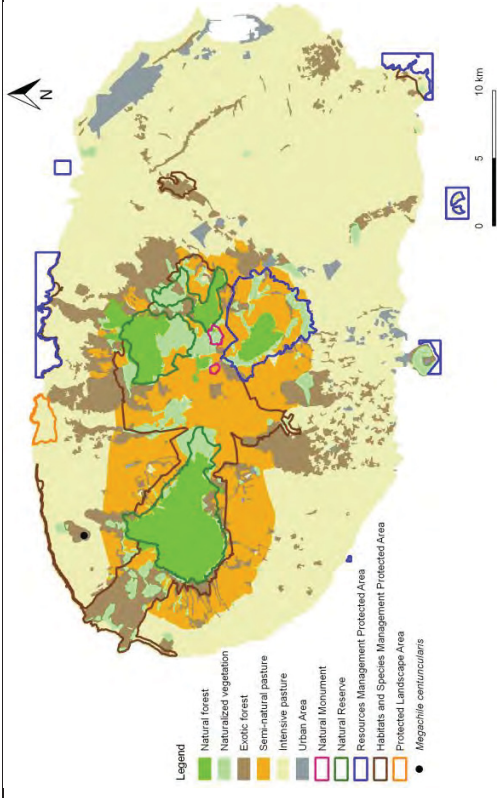 N
0 5 10 km
Legend
Natural forest
Naturalized vegetation
Exotic forest
Semi-natural pasture
Intensive pasture
Urban Area
Natural Monument
Natural Reserve
Resources Management Protected Area
Habitats and Species Management Protected Area
Protected Landscape Area
Megachile centuncularis